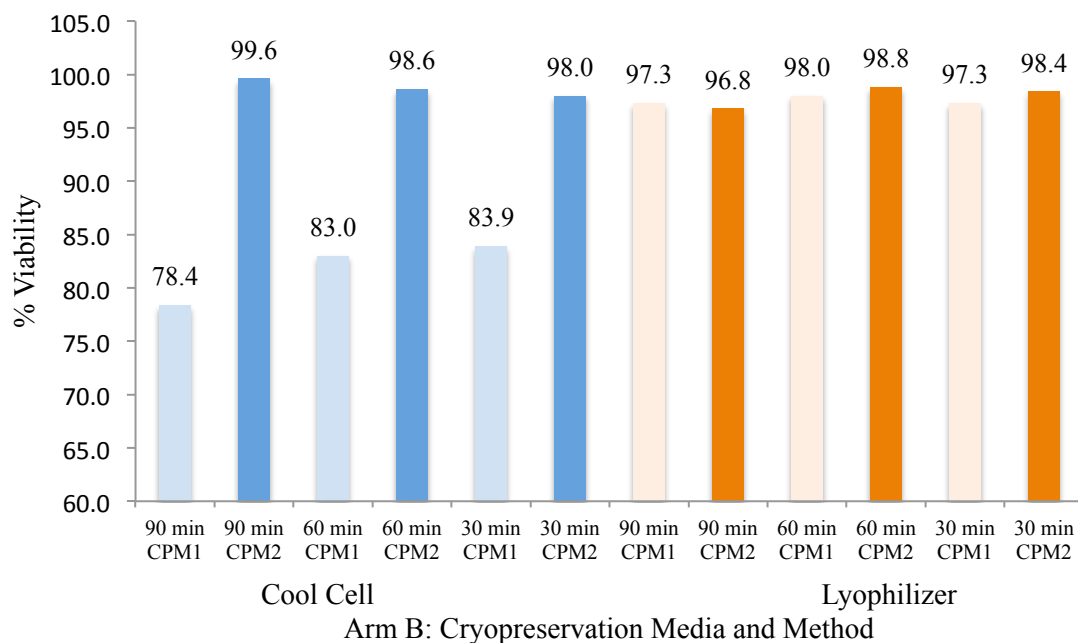 105.0
100.0
95.0
90.0
85.0
80.0
75.0
70.0
65.0
60.0
% Viability
78.4
99.6
83.0
98.6
83.9
98.0
97.3
96.8
98.0
98.8
97.3
98.4
90 min CPM1
90 min CPM2
60 min CPM1
60 min CPM2
30 min CPM1
30 min CPM2
90 min CPM1
90 min CPM2
60 min CPM1
60 min CPM2
30 min CPM1
30 min CPM2
Cool Cell
Lyophilizer
Arm B: Cryopreservation Media and Method